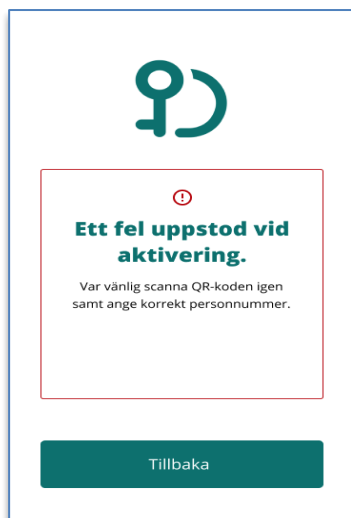 Ett fel uppstod vid
aktivering.
Var vänlig scanna QR-koden igen
samt ange korrekt personnummer.
Tillbaka